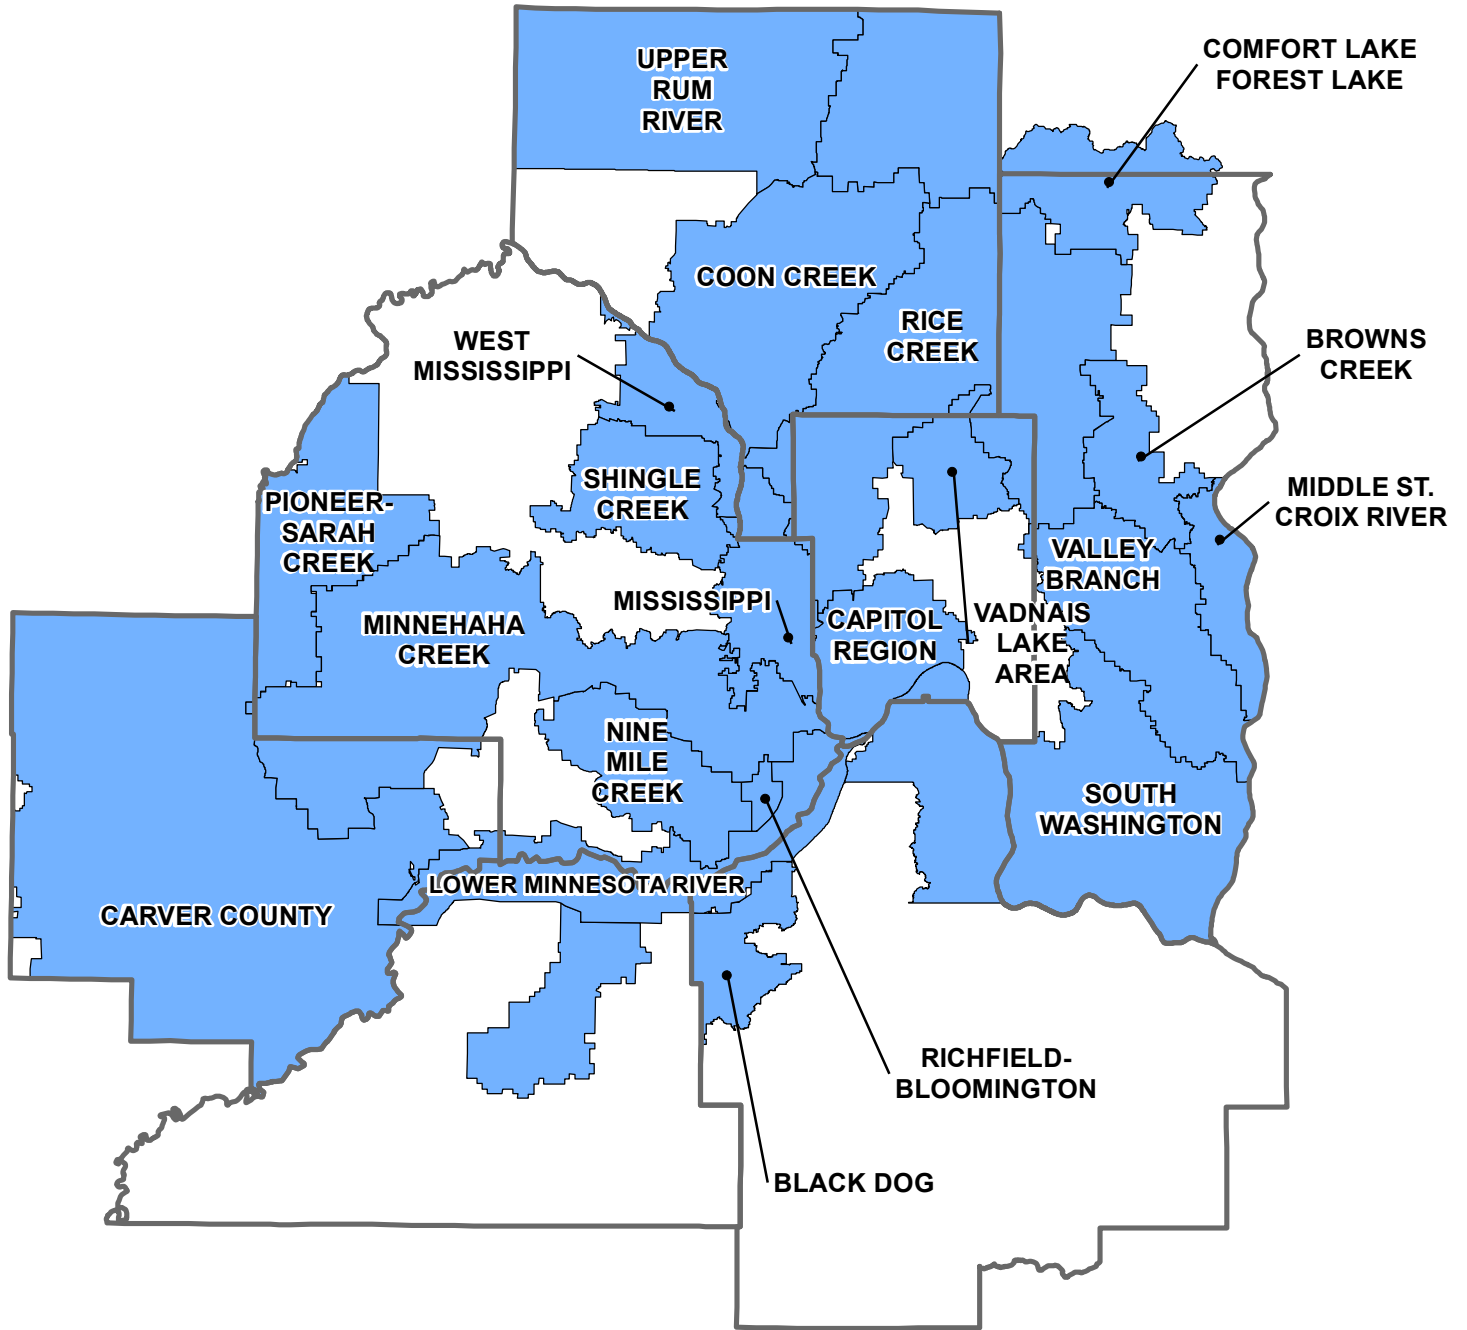 UPPER
RUM
RIVER
COMFORT LAKE
FOREST LAKE
COON CREEK
RICE
CREEK
WEST
MISSISSIPPI
BROWNS
CREEK
SHINGLE
CREEK
PIONEER-
SARAH
CREEK
MIDDLE ST.
CROIX RIVER
VALLEY
BRANCH
MINNEHAHA
CREEK
MISSISSIPPI
CAPITOL
REGION
VADNAIS
LAKE
AREA
NINE
MILE
CREEK
SOUTH
WASHINGTON
LOWER MINNESOTA RIVER
CARVER COUNTY
RICHFIELD-
BLOOMINGTON
BLACK DOG